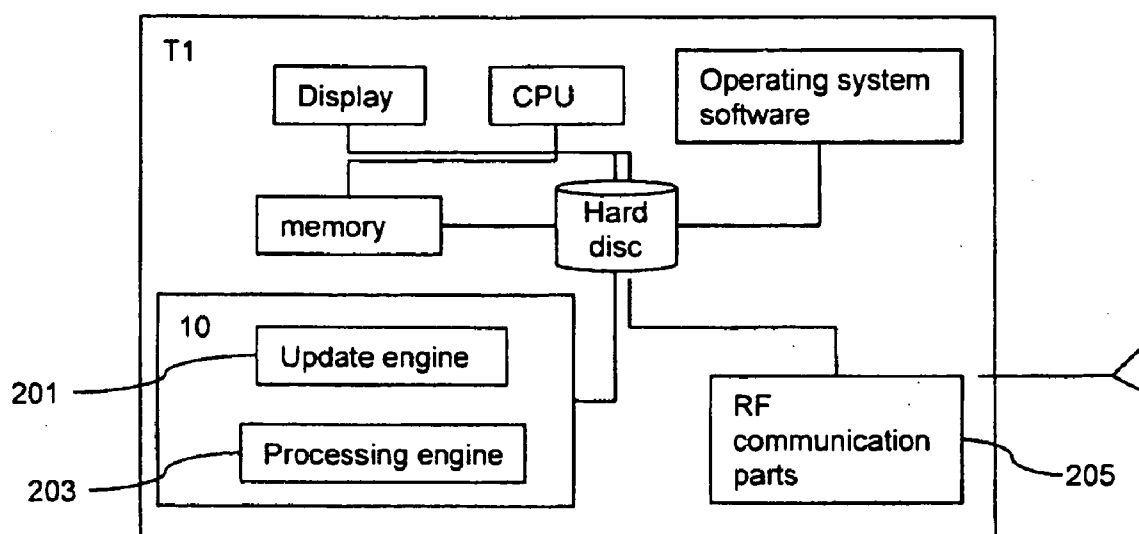 T1
Display
CPU
Operating system
software
memory
Hard
disc
10
Update engine
201
Processing engine
203
RF
communication
parts
205